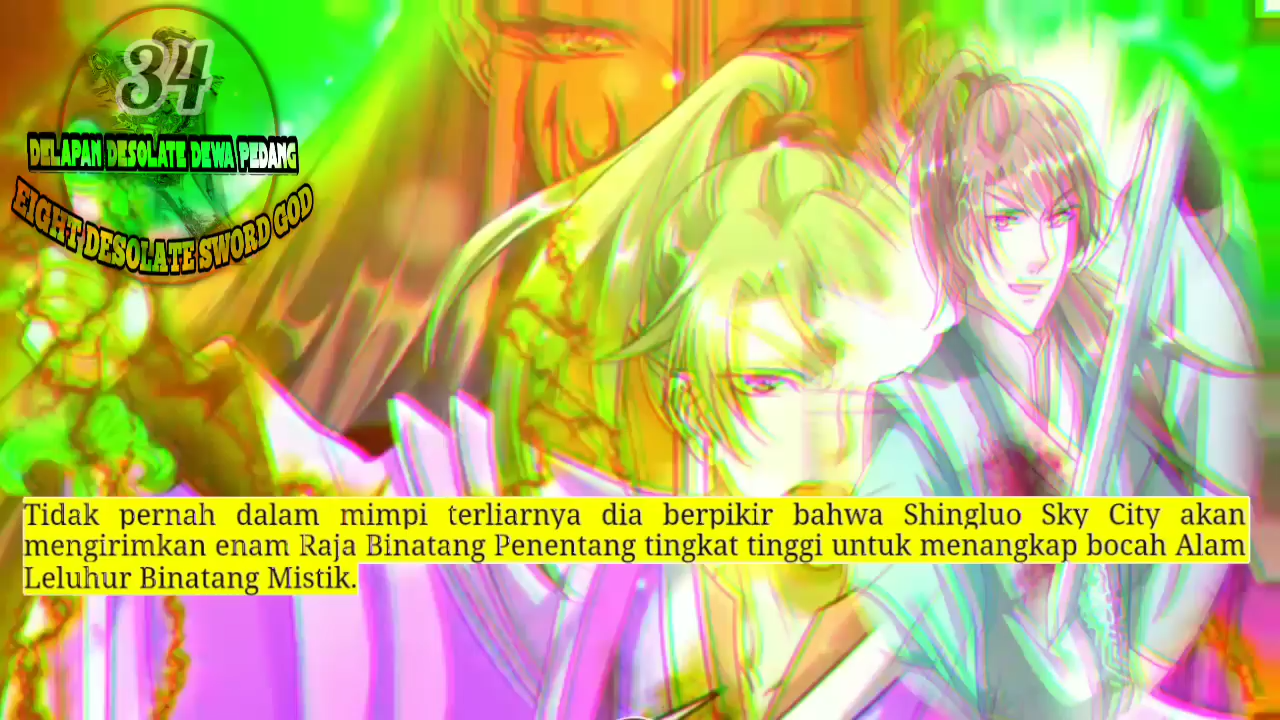 34
DELAPAN DESOLATE DEWA PEDANG
EIGHT DESOLATE SWORD GOD
Tidak pernah dalam mimpi terliarnya dia berpikir bahwa Shingluo Sky City akan
mengirimkan enam Raja Binatang Penentang tingkat tinggi untuk menangkap bocah Alam
Leluhur Binatang Mistik.